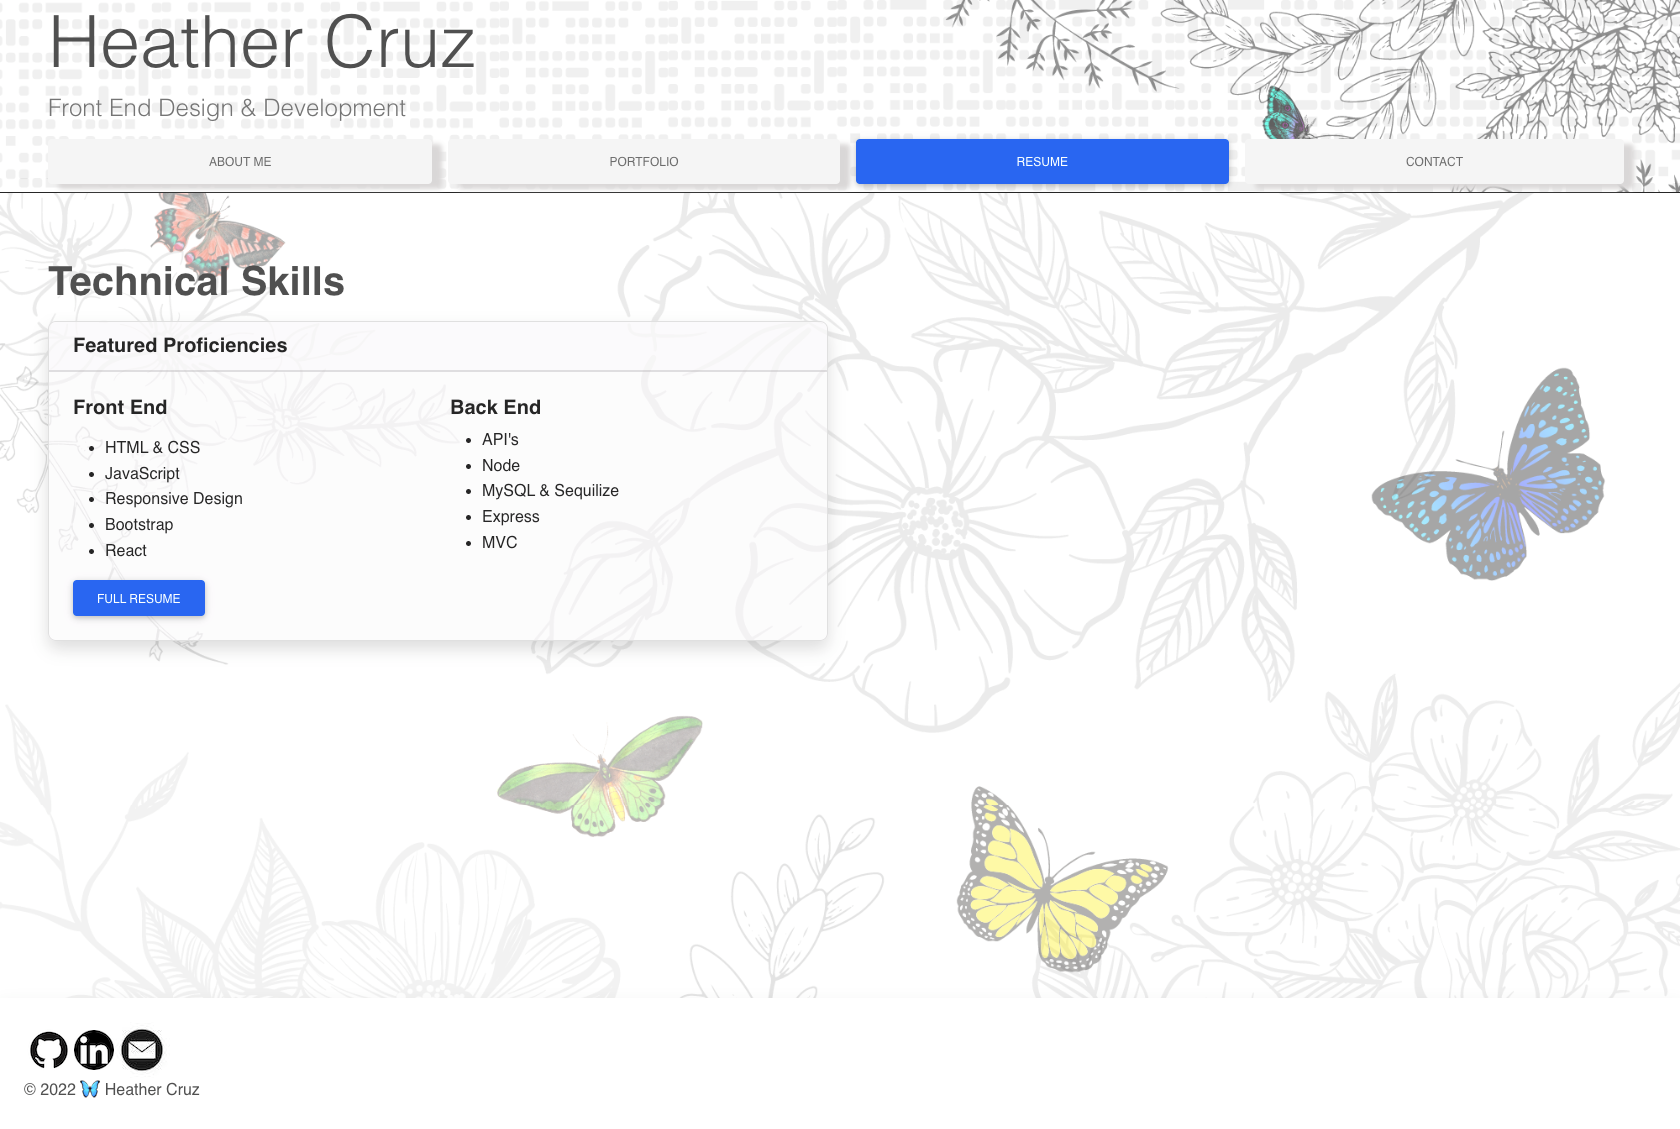 Heather Cruz
Front End Design & Development
ABOUT ME
PORTFOLIO
RESUME
CONTACT
Technical Skills
Featured Proficiencies
Front End
HTML & CSS
JavaScript
Responsive Design
Bootstrap
React
Back End
API's
Node
MySQL & Sequilize
Express
MVC
FULL RESUME
in
© 2022 🦋 Heather Cruz